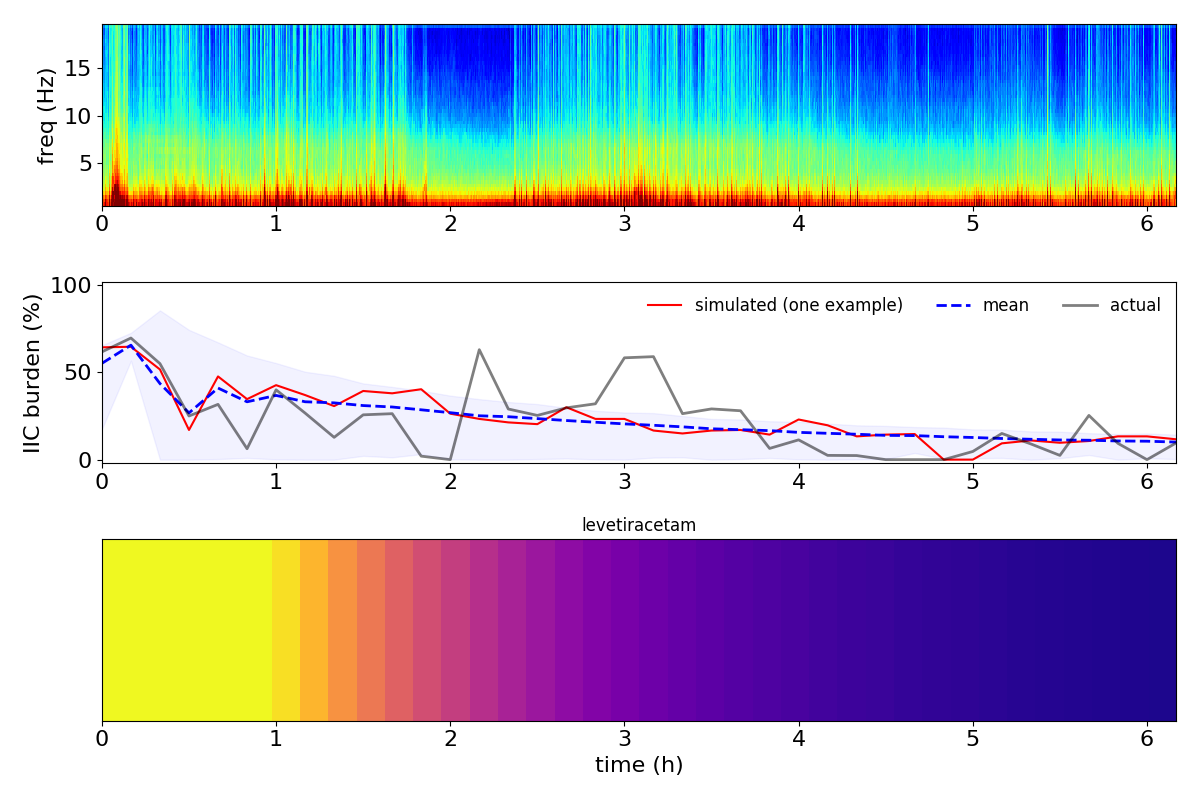 freq (Hz)
15
10
5
0 1 2 3 4 5 6
IIC burden (%)
100
50
0
simulated (one example) mean actual
0 1 2 3 4 5 6
levetiracetam
0 1 2 3 4 5 6
time (h)